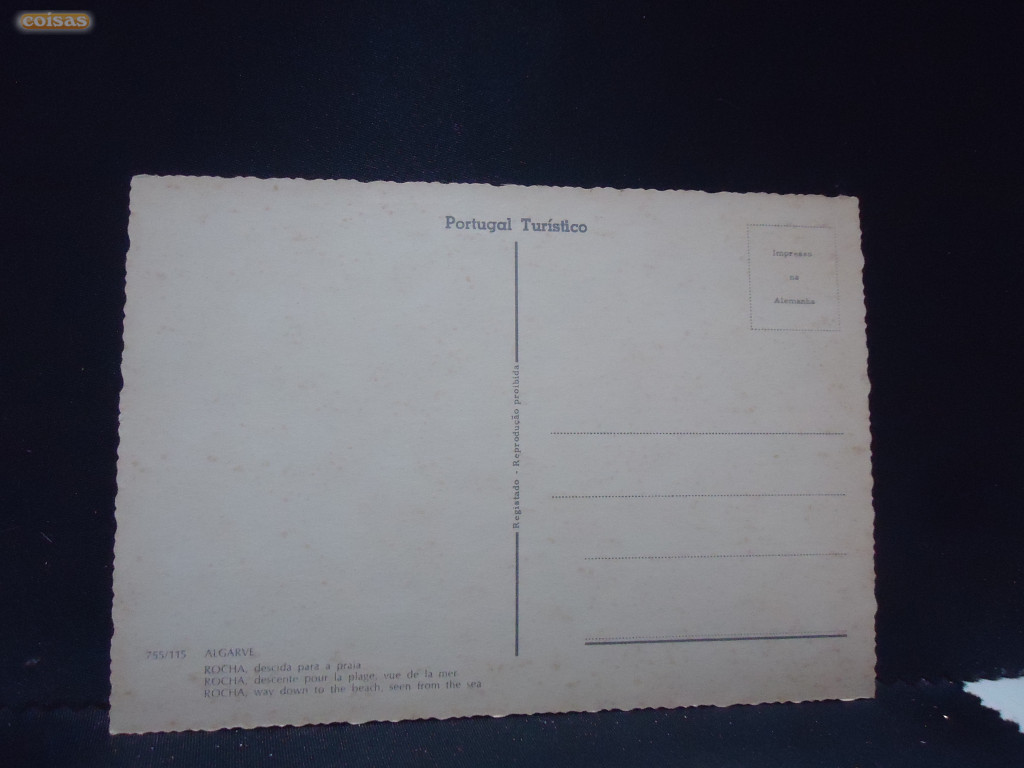 coisas
Portugal Turístico
Impresso
na
Alemanha
Registado - Reprodução proibida
755/115 ALGARVE
ROCHA, descida para a praia
ROCHA, descente pour la plage, vue de la mer
ROCHA, way down to the beach, seen from the sea